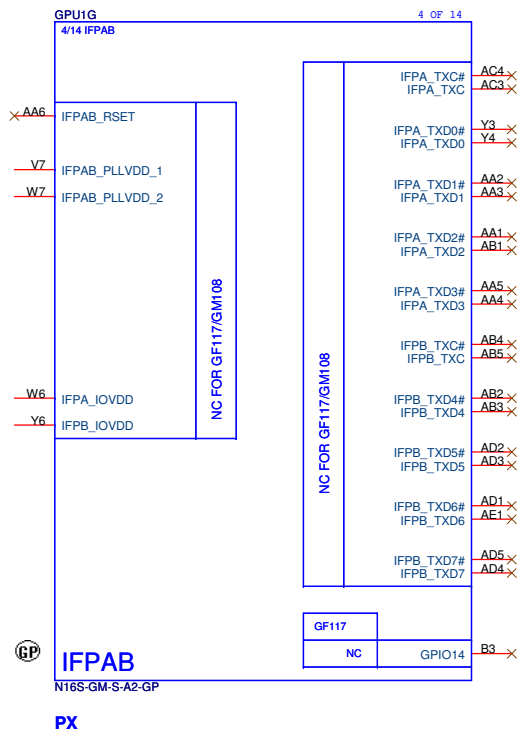 GPU1G
4 OF 14
4/14 IFPAB
AA6 IFPAB_RSET
V7 IFPAB_PLLVDD_1
W7 IFPAB_PLLVDD_2
W6 IFPA_IOVDD
Y6 IFPB_IOVDD
NC FOR GF117/GM108
NC FOR GF117/GM108
IFPA_TXC# AC4
IFPA_TXC AC3
IFPA_TXD0# Y3
IFPA_TXD0 Y4
IFPA_TXD1# AA2
IFPA_TXD1 AA3
IFPA_TXD2# AA1
IFPA_TXD2 AB1
IFPA_TXD3# AA5
IFPA_TXD3 AA4
IFPB_TXC# AB4
IFPB_TXC AB5
IFPB_TXD4# AB2
IFPB_TXD4 AB3
IFPB_TXD5# AD2
IFPB_TXD5 AD3
IFPB_TXD6# AD1
IFPB_TXD6 AE1
IFPB_TXD7# AD5
IFPB_TXD7 AD4
GF117
NC GPIO14 B3
GP
IFPAB
N16S-GM-S-A2-GP
PX